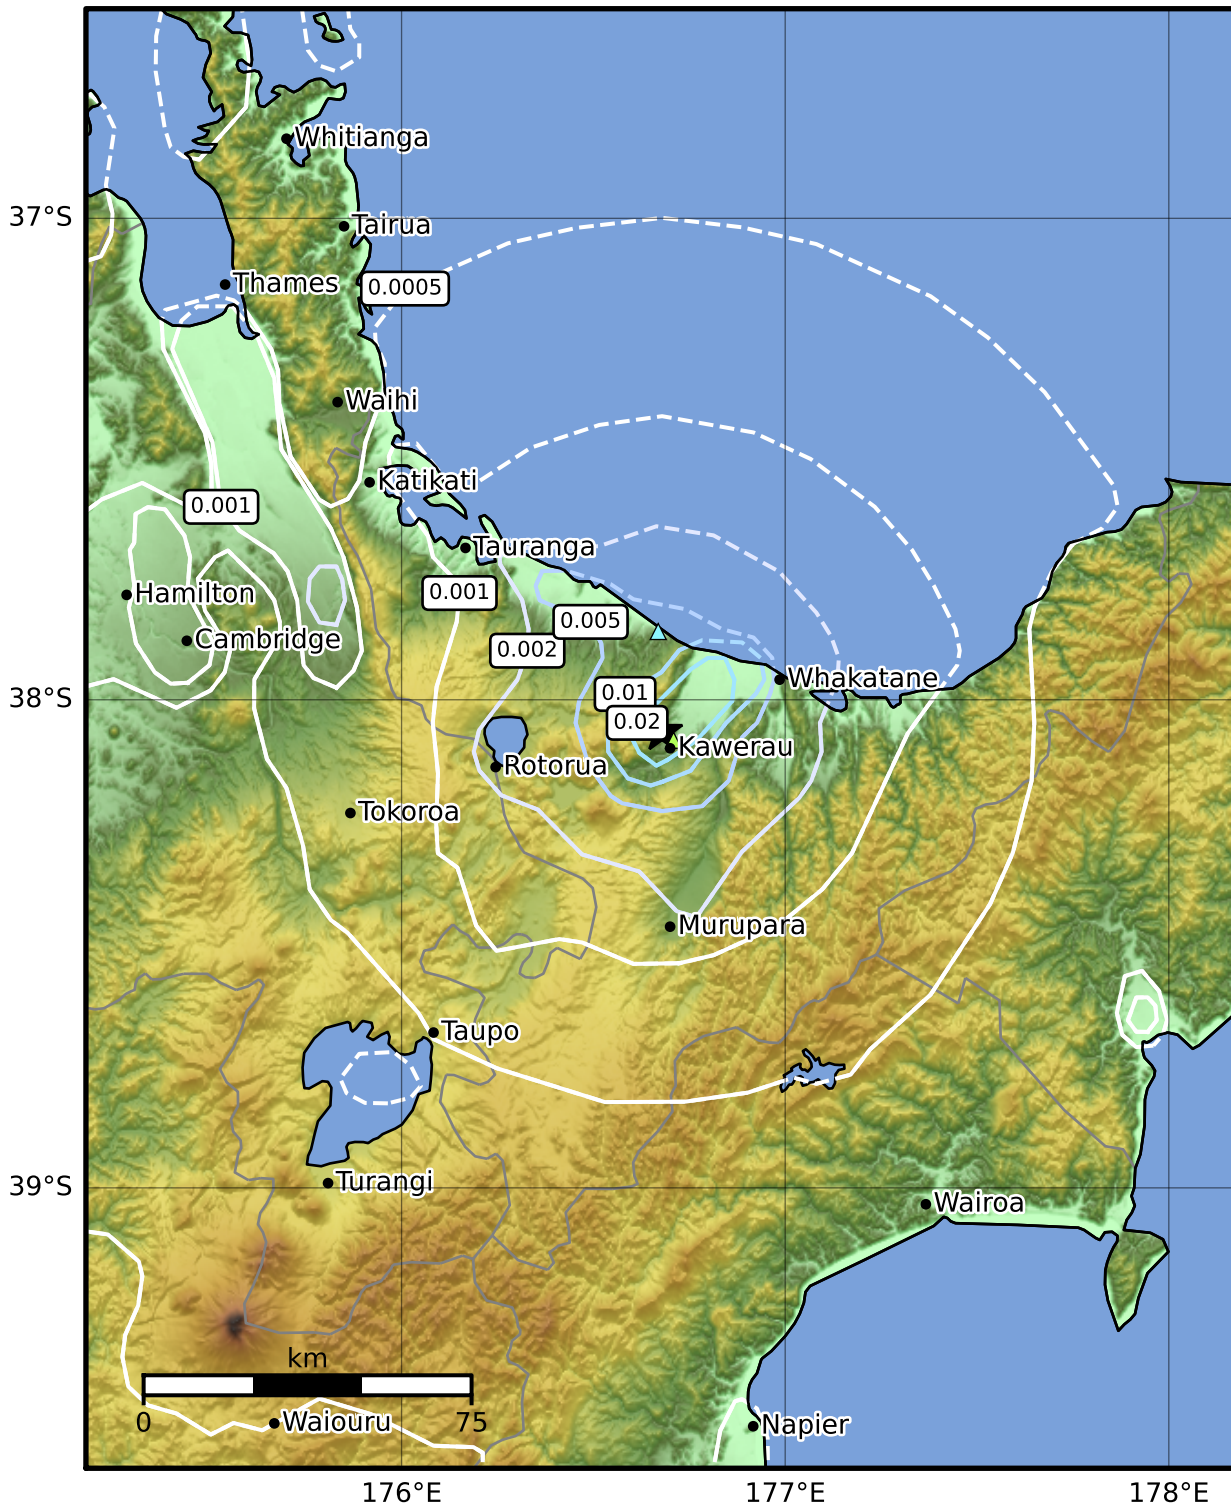 Whitianga
37°S
Tairua
Thames
0.0005
Waihi
Katikati
0.001
Tauranga
Hamilton
0.001
0.005
Cambridge
0.002
Whakatane
38°S
0.01
0.02
Kawerau
Rotorua
Tokoroa
Murupara
Taupo
Turangi
39°S
Wairoa
km
0 75
Waiouru
Napier
176°E 177°E 178°E